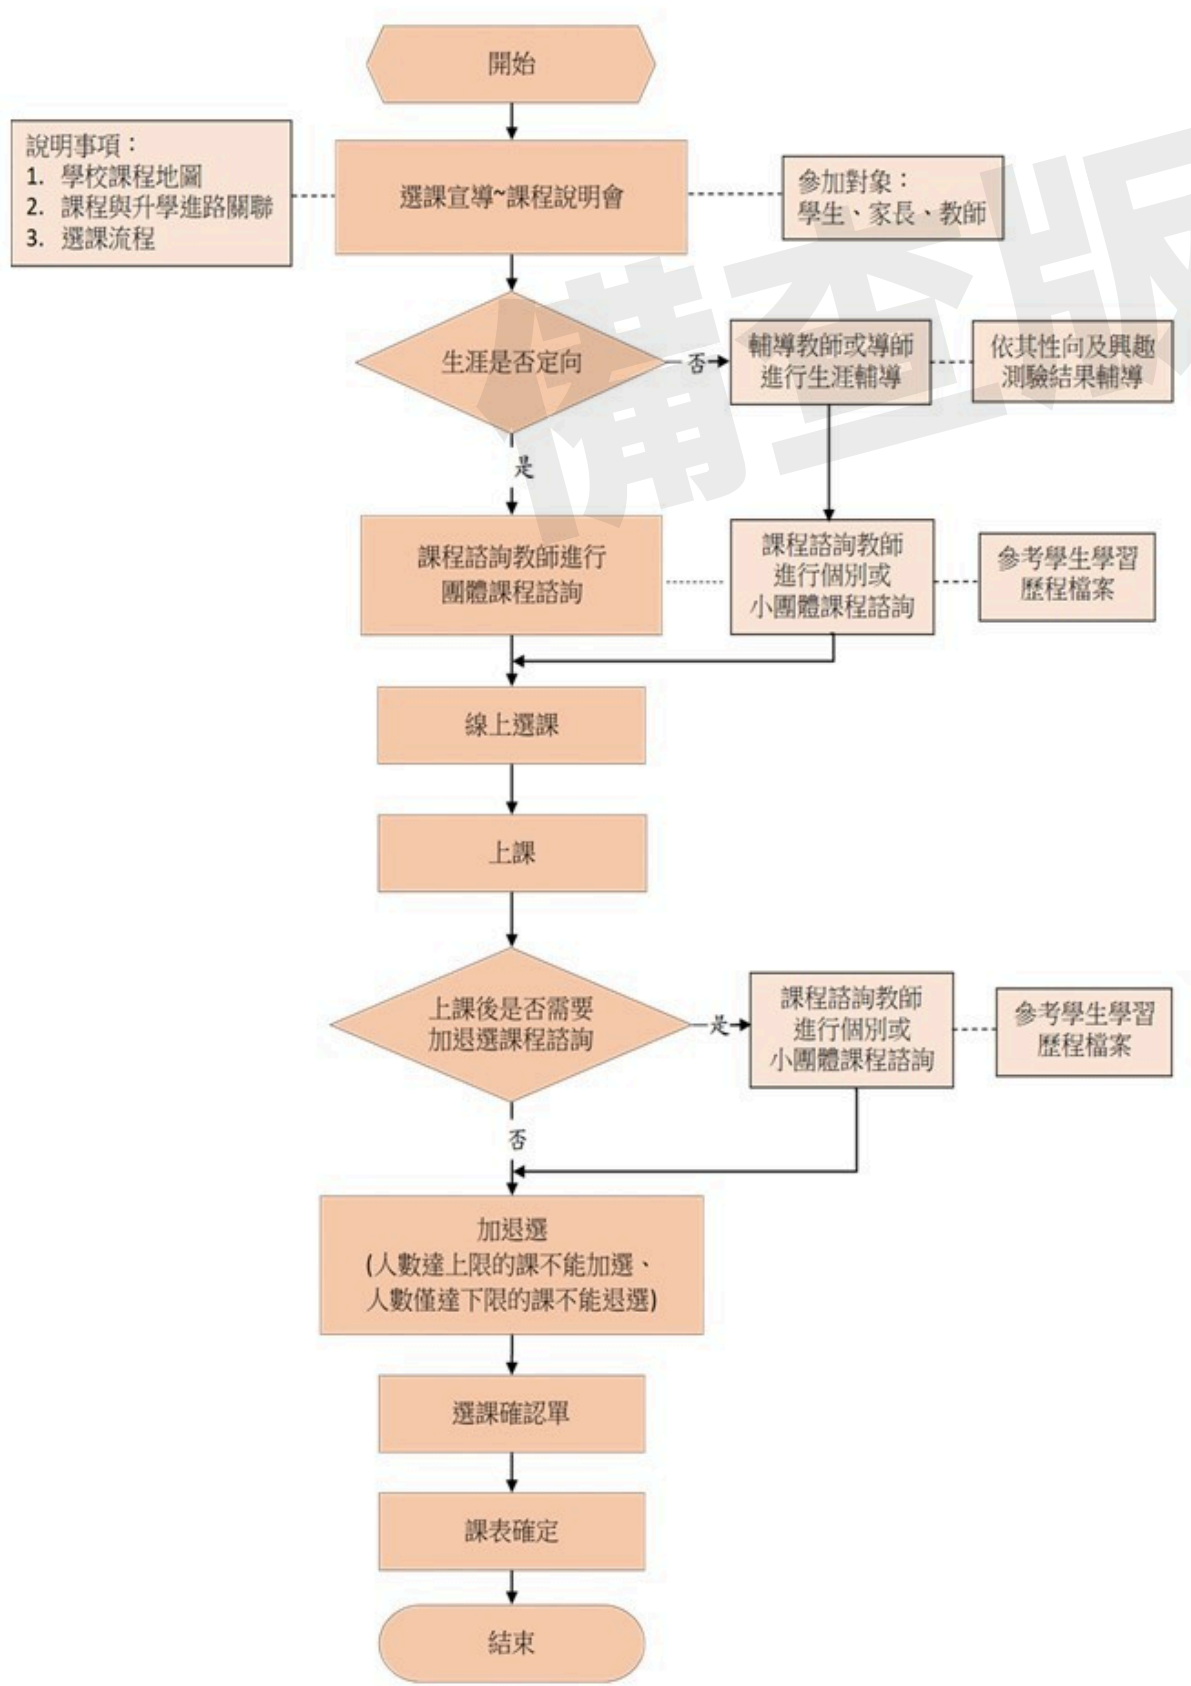 開始
說明事項：
1. 學校課程地圖
2. 課程與升學進路關聯
3. 選課流程
選課宣導~課程說明會
參加對象：
學生、家長、教師
生涯是否定向
否
輔導教師或導師
進行生涯輔導
依其性向及興趣
測驗結果輔導
是
課程諮詢教師進行
團體課程諮詢
課程諮詢教師
進行個別或
小團體課程諮詢
參考學生學習
歷程檔案
線上選課
上課
上課後是否需要
加退選課程諮詢
是
課程諮詢教師
進行個別或
小團體課程諮詢
參考學生學習
歷程檔案
否
加退選
(人數達上限的課不能加選、
人數僅達下限的課不能退選)
選課確認單
課表確定
結束
備查版